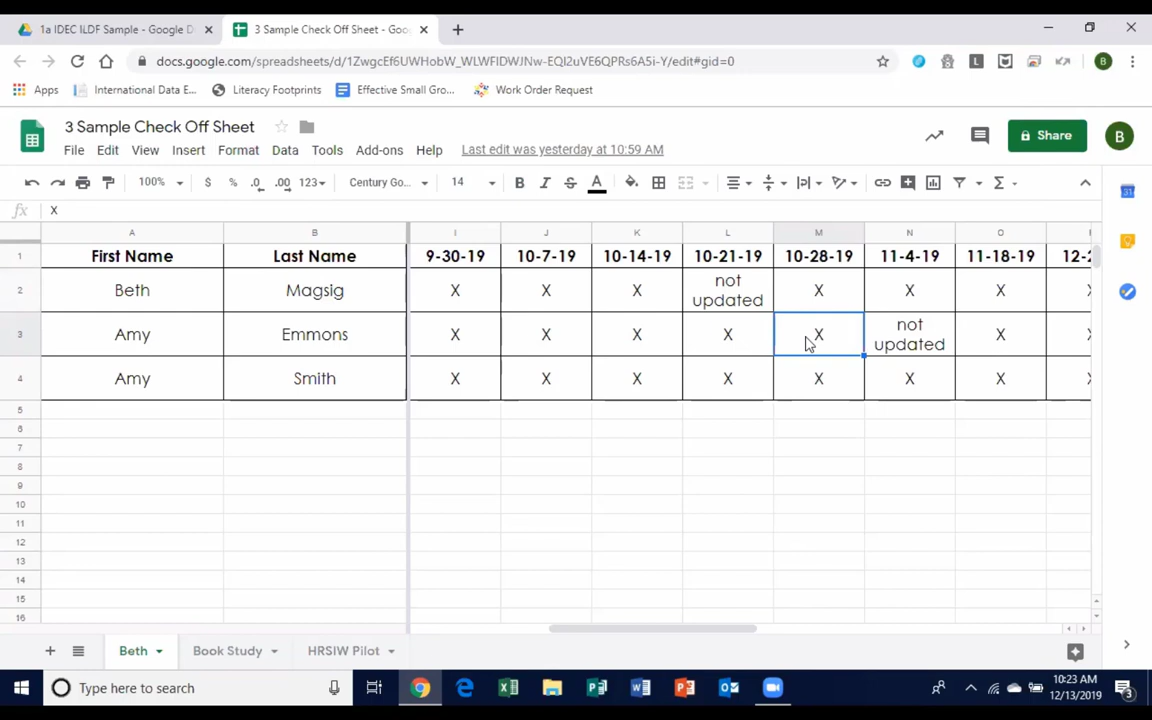 1a IDEC ILDF Sample - Google D
3 Sample Check Off Sheet - Goo
docs.google.com/spreadsheets/d/1ZwgcEf6UWHobW_WLWFIDWJNw-EQI2uVE6QPRs6A5i-Y/edit#gid=0
L
B
Apps
International Data E...
Literacy Footprints
Effective Small Gro...
Work Order Request
3 Sample Check Off Sheet
Share
B
File Edit View Insert Format Data Tools Add-ons Help Last edit was yesterday at 10:59 AM
100% $ % .0 .00 123 Century Go... 14 B I S A
fx X
A B I J K L M N O
1 First Name Last Name 9-30-19 10-7-19 10-14-19 10-21-19 10-28-19 11-4-19 11-18-19 12-2
2 Beth Magsig X X X not updated X X X X
3 Amy Emmons X X X X X not updated X X
4 Amy Smith X X X X X X X X
5
6
7
8
9
10
11
12
13
14
15
16
Beth
Book Study
HRSIW Pilot
Type here to search
10:23 AM
12/13/2019
3